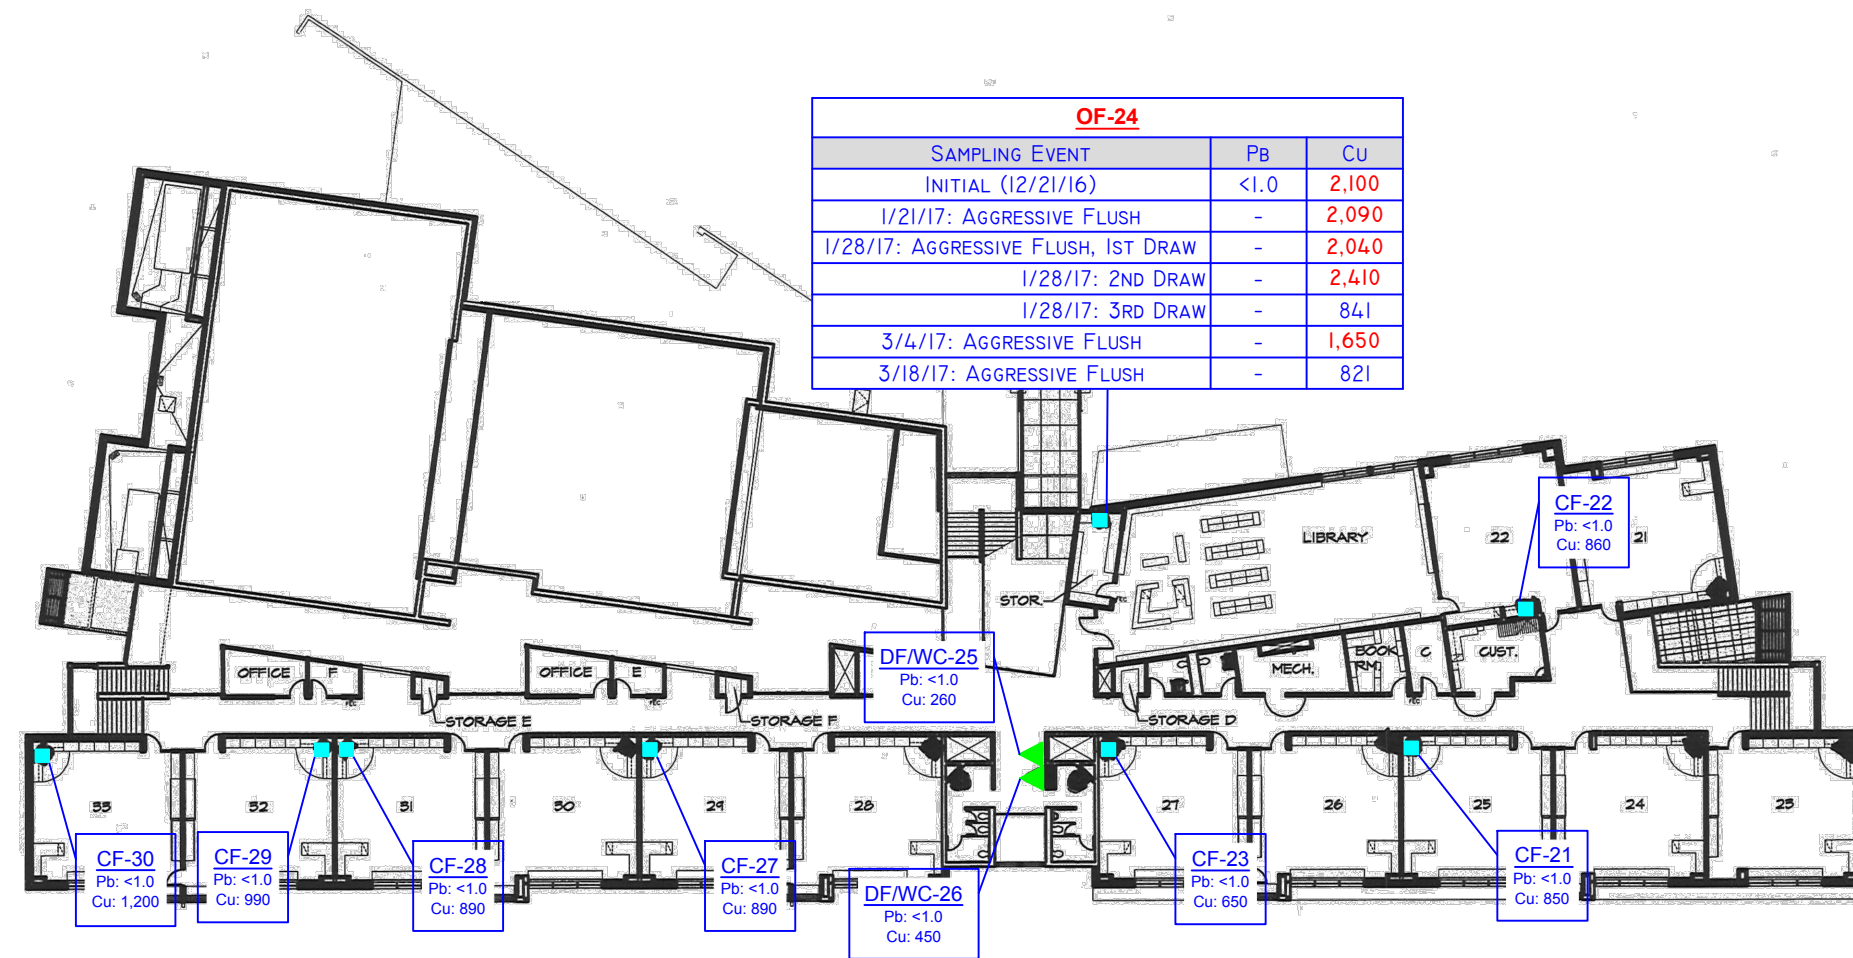 OF-24
SAMPLING EVENT PB CU
INITIAL (12/21/16) <1.0 2,100
1/21/17: AGGRESSIVE FLUSH - 2,090
1/28/17: AGGRESSIVE FLUSH, 1ST DRAW - 2,040
1/28/17: 2ND DRAW - 2,410
1/28/17: 3RD DRAW - 841
3/4/17: AGGRESSIVE FLUSH - 1,650
3/18/17: AGGRESSIVE FLUSH - 821
CF-22
Pb: <1.0
Cu: 860
LIBRARY
22
21
STOR.
DF/WC-25
Pb: <1.0
Cu: 260
OFFICE
F
OFFICE
E
MECH.
BOOK
RM.
C
CUST.
STORAGE E
STORAGE F
STORAGE D
33
32
31
30
29
28
27
26
25
24
23
CF-30
Pb: <1.0
Cu: 1,200
CF-29
Pb: <1.0
Cu: 990
CF-28
Pb: <1.0
Cu: 890
CF-27
Pb: <1.0
Cu: 890
DF/WC-26
Pb: <1.0
Cu: 450
CF-23
Pb: <1.0
Cu: 650
CF-21
Pb: <1.0
Cu: 850